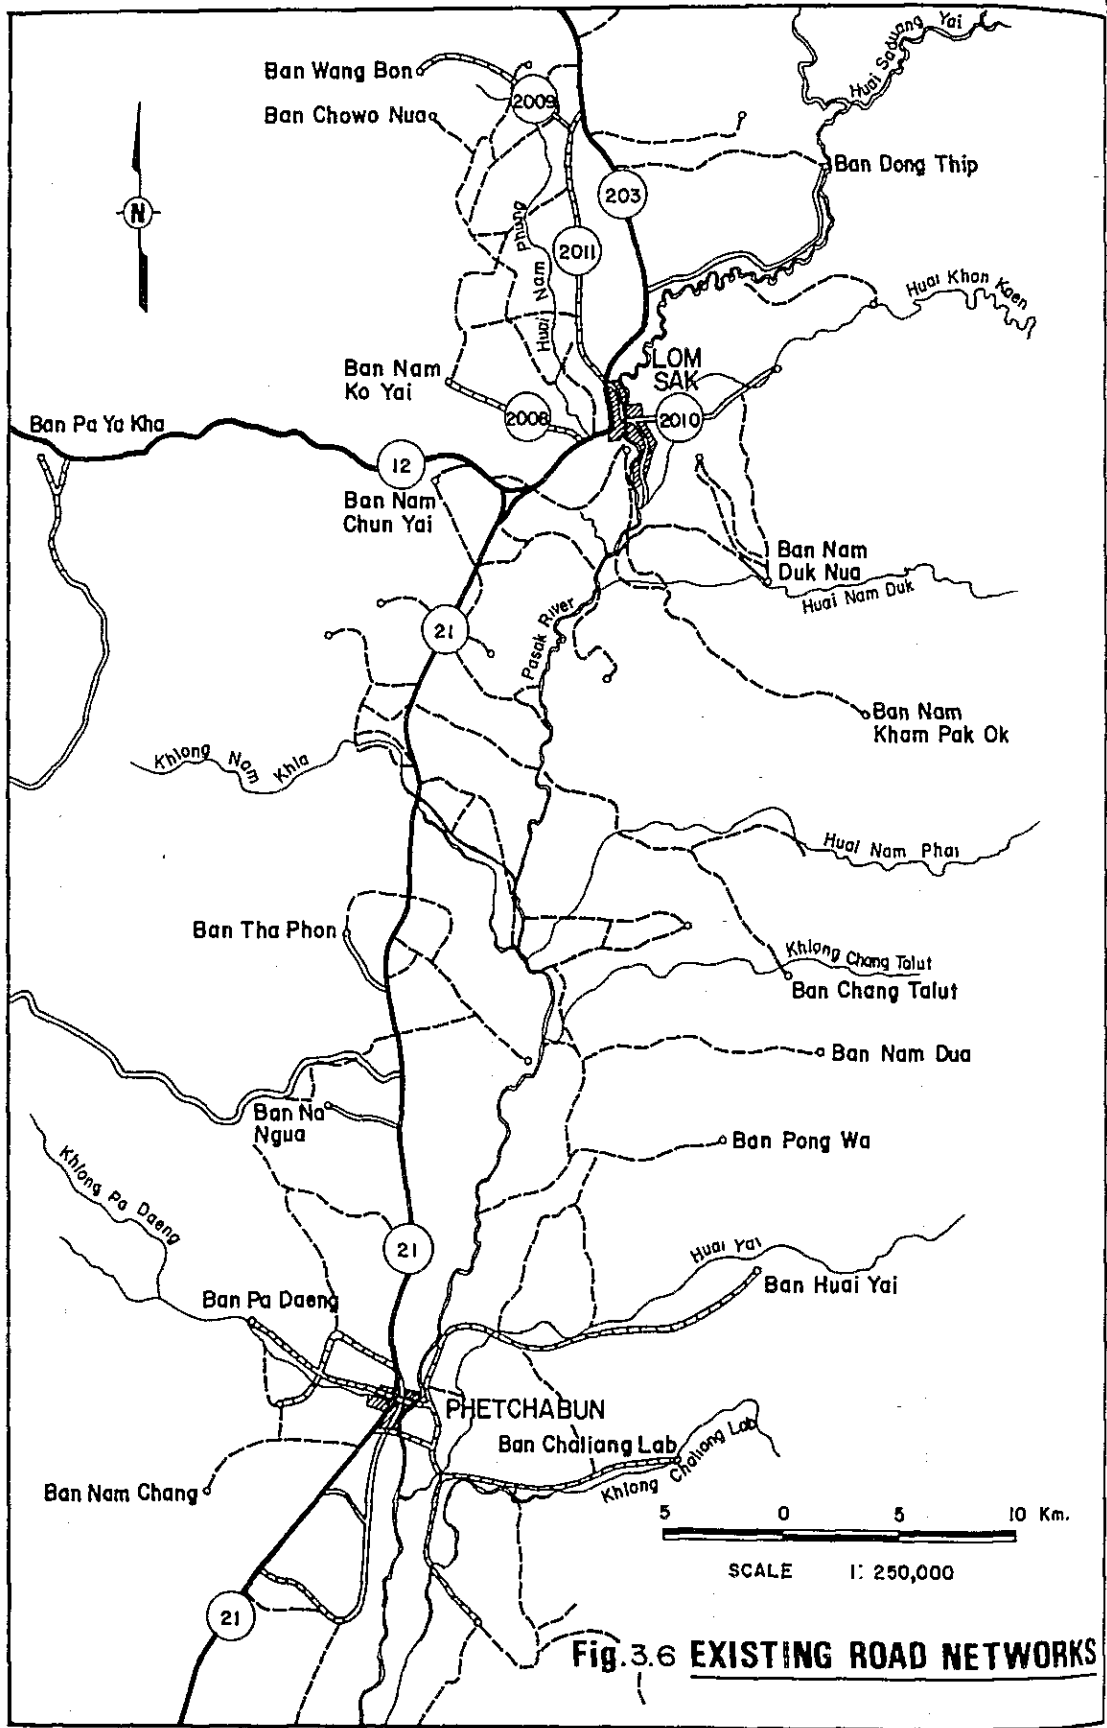 Huai Saduang Yai
Ban Wang Bon
2009
Ban Chowo Nua
Ban Dong Thip
N
203
Huai Nam Phung
2011
Huai Khon Kaen
LOM
SAK
Ban Nam
Ko Yai
2008
2010
Ban Pa Ya Kha
12
Ban Nam
Chun Yai
Ban Nam
Duk Nua
Huai Nam Duk
Pasak River
21
Ban Nam
Kham Pak Ok
Khlong Nam Khla
Huai Nam Phai
Ban Tha Phon
Khlong Chang Talut
Ban Chang Talut
Ban Nam Dua
Ban Na
Ngua
Ban Pong Wa
Khlong Pa Daeng
21
Huai Yai
Ban Huai Yai
Ban Pa Daeng
PHETCHABUN
Ban Chaliang Lab
Khlong Chaliang Lab
Ban Nam Chang
5 0 5 10 Km.
SCALE 1: 250,000
21
Fig.3.6 EXISTING ROAD NETWORKS